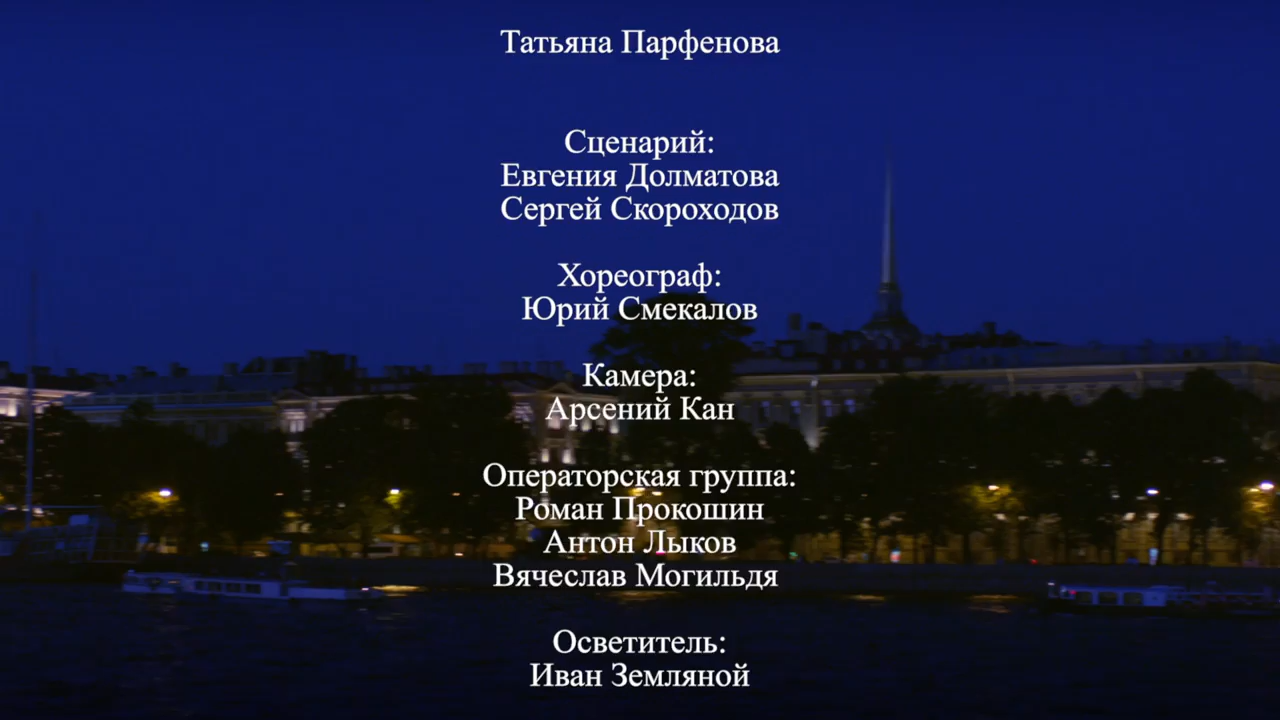 Татьяна Парфенова
Сценарий:
Евгения Долматова
Сергей Скороходов
Хореограф:
Юрий Смекалов
Камера:
Арсений Кан
Операторская группа:
Роман Прокошин
Антон Лыков
Вячеслав Могильдя
Осветитель:
Иван Земляной